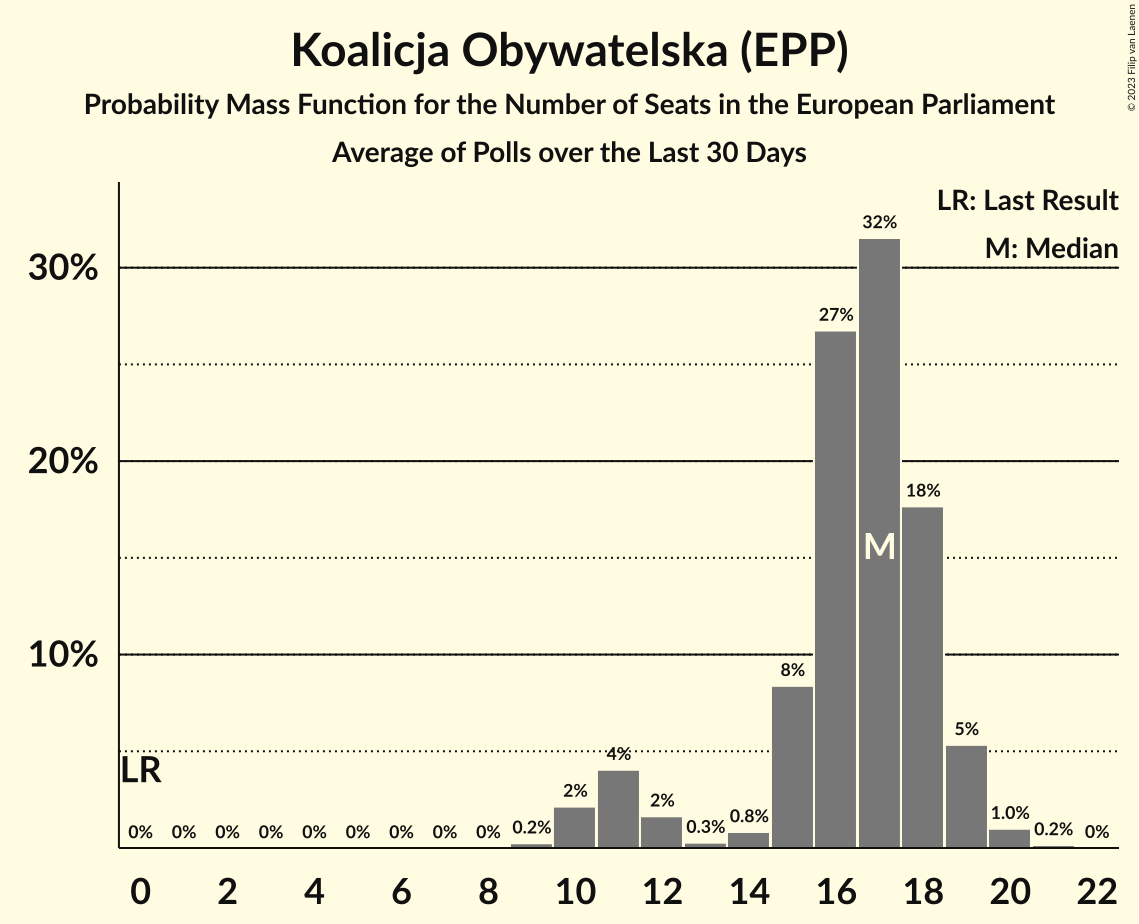 Koalicja Obywatelska (EPP)
Probability Mass Function for the Number of Seats in the European Parliament
Average of Polls over the Last 30 Days
© 2023 Filip van Laenen
LR: Last Result
M: Median
32%
30%
27%
20%
18%
M
10%
8%
5%
4%
LR
2%
2%
0.8%
1.0%
0% 0% 0% 0% 0% 0% 0% 0% 0% 0.2% 0.3% 0.2% 0%
0 2 4 6 8 10 12 14 16 18 20 22